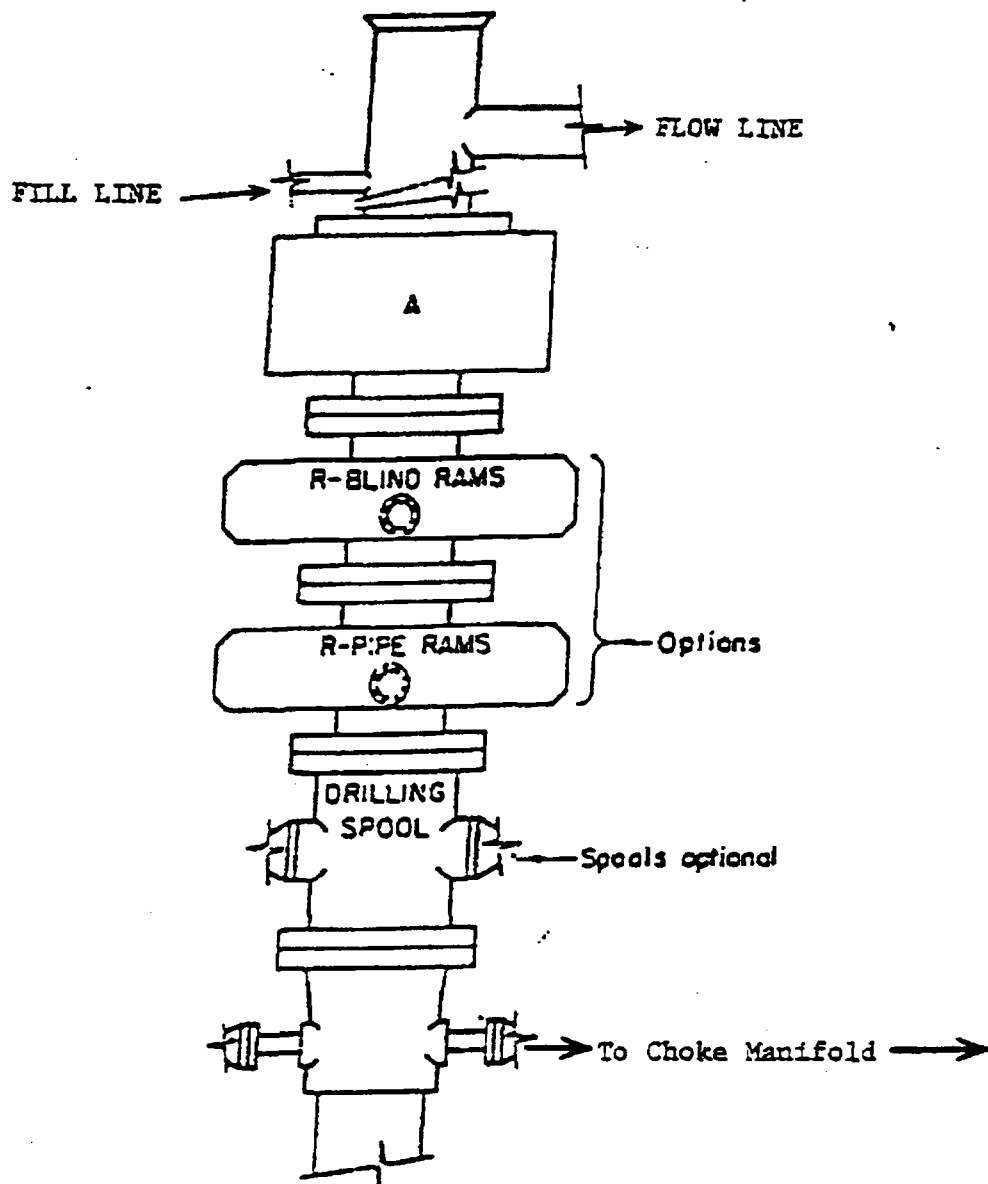 FLOW LINE
FILL LINE
A
R-BLIND RAMS
R-PIPE RAMS
Options
DRILLING
SPOOL
Spools optional
To Choke Manifold